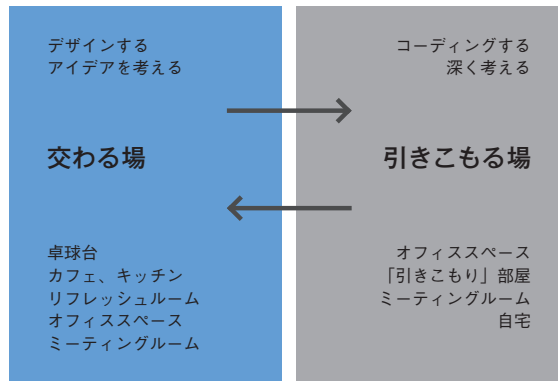 デザインする
アイデアを考える
交わる場
卓球台
カフェ、キッチン
リフレッシュルーム
オフィススペース
ミーティングルーム
コーディングする
深く考える
引きこもる場
オフィススペース
「引きこもり」部屋
ミーティングルーム
自宅